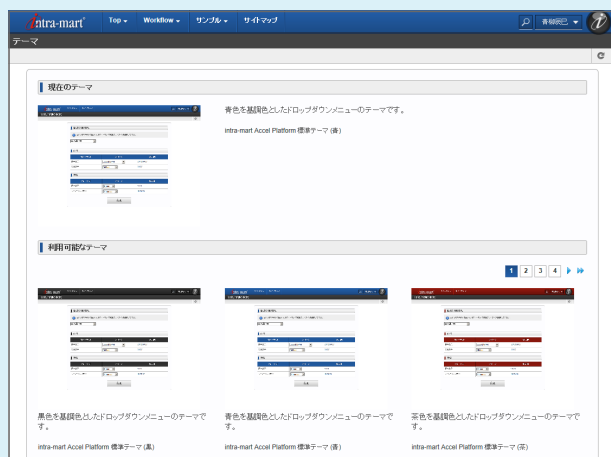 intra-mart Top Workflow サンプル サイトマップ 青柳辰巳
テーマ
現在のテーマ
青色を基調色としたドロップダウンメニューのテーマです。
intra-mart Accel Platform 標準テーマ (青)
利用可能なテーマ
1 2 3 4
黒色を基調色としたドロップダウンメニューのテーマで
す。
intra-mart Accel Platform 標準テーマ (黒)
青色を基調色としたドロップダウンメニューのテーマで
す。
intra-mart Accel Platform 標準テーマ (青)
茶色を基調色としたドロップダウンメニューのテーマで
す。
intra-mart Accel Platform 標準テーマ (茶)